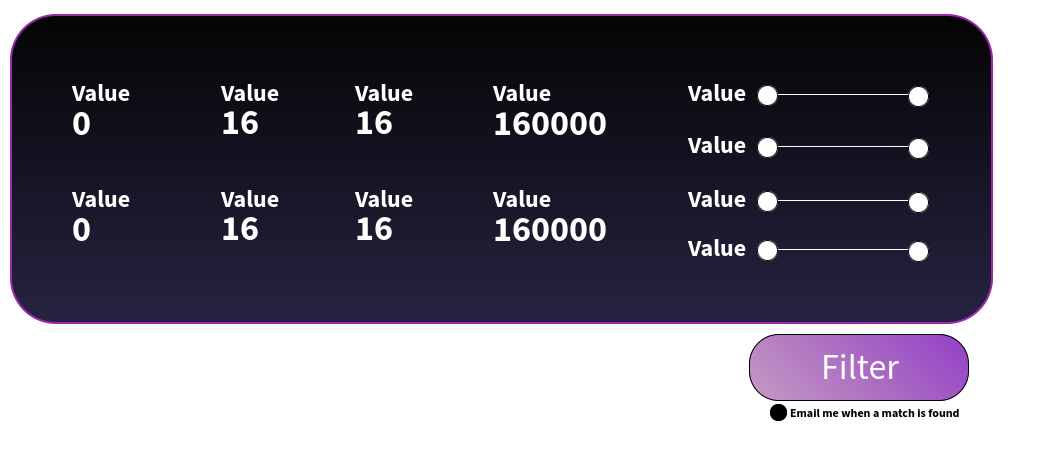 Value Value Value Value Value
0 16 16 160000
Value
Value Value Value Value Value
0 16 16 160000
Value
Filter
Email me when a match is found